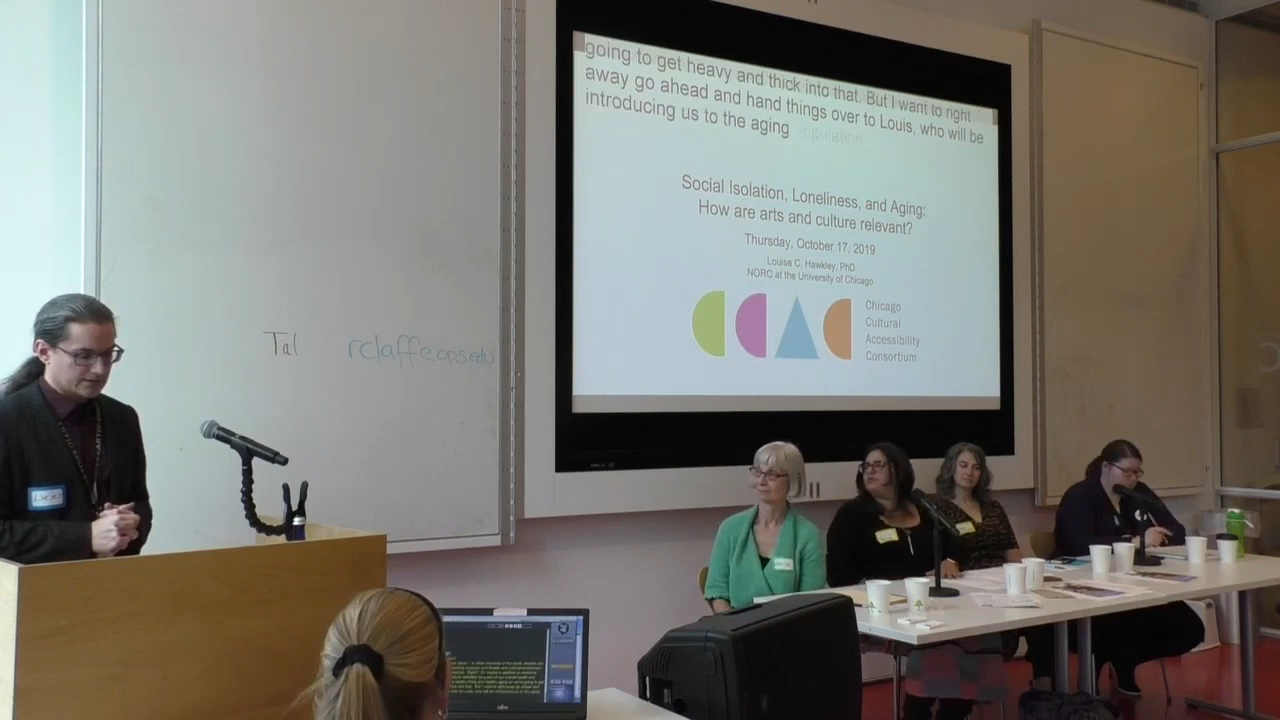 going to get heavy and thick into that. But I want to right
away go ahead and hand things over to Louis, who will be
introducing us to the aging population
Social Isolation, Loneliness, and Aging:
How are arts and culture relevant?
Thursday, October 17, 2019
Louise C. Hawkley, PhD
NORC at the University of Chicago
Chicago
Cultural
Accessibility
Consortium
Tal
LUCAS